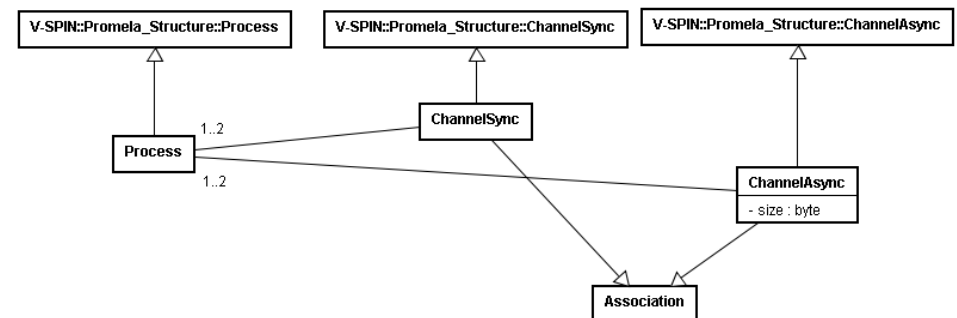 V-SPIN::Promela_Structure::Process
V-SPIN::Promela_Structure::ChannelSync
V-SPIN::Promela_Structure::ChannelAsync
ChannelSync
1..2
Process
1..2
ChannelAsync
- size : byte
Association